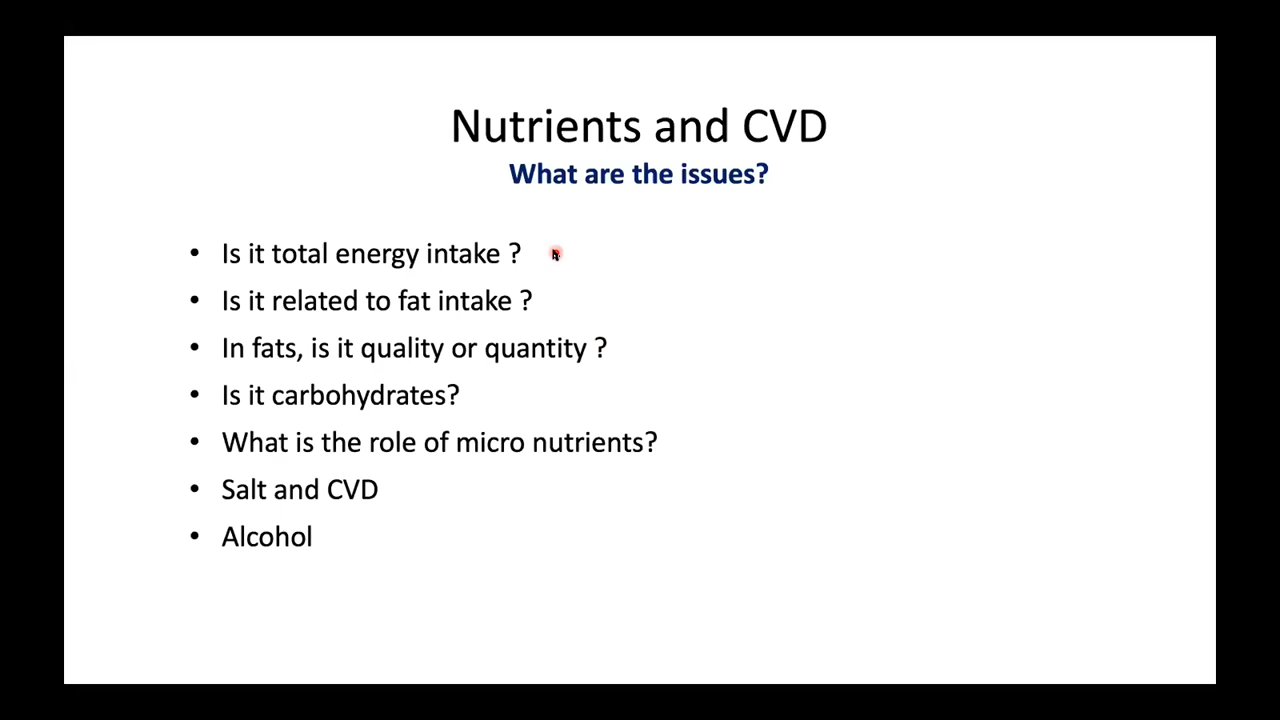 Nutrients and CVD
What are the issues?
• Is it total energy intake ?
• Is it related to fat intake ?
• In fats, is it quality or quantity ?
• Is it carbohydrates?
• What is the role of micro nutrients?
• Salt and CVD
• Alcohol